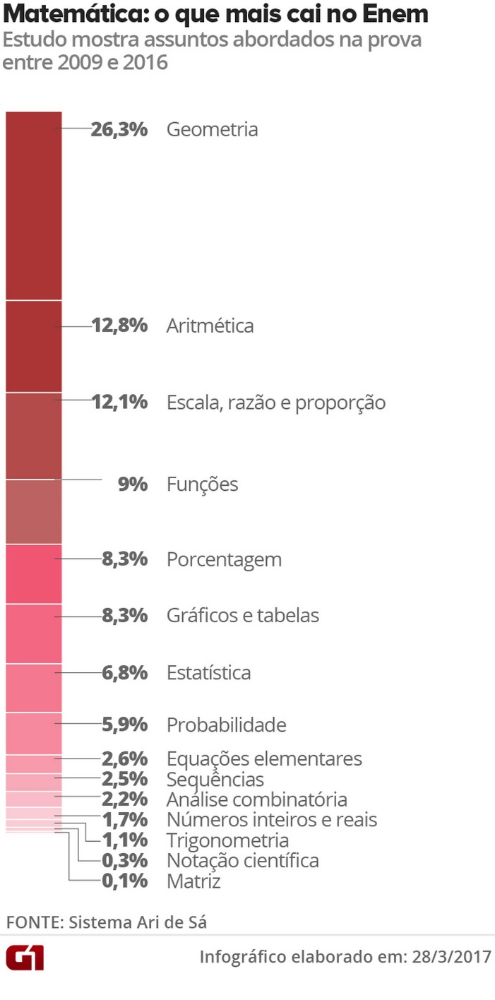 Matemática: o que mais cai no Enem
Estudo mostra assuntos abordados na prova
entre 2009 e 2016
26,3% Geometria
12,8% Aritmética
12,1% Escala, razão e proporção
9% Funções
8,3% Porcentagem
8,3% Gráficos e tabelas
6,8% Estatística
5,9% Probabilidade
2,6% Equações elementares
2,5% Sequências
2,2% Análise combinatória
1,7% Números inteiros e reais
1,1% Trigonometria
0,3% Notação científica
0,1% Matriz
FONTE: Sistema Ari de Sá
G1 Infográfico elaborado em: 28/3/2017